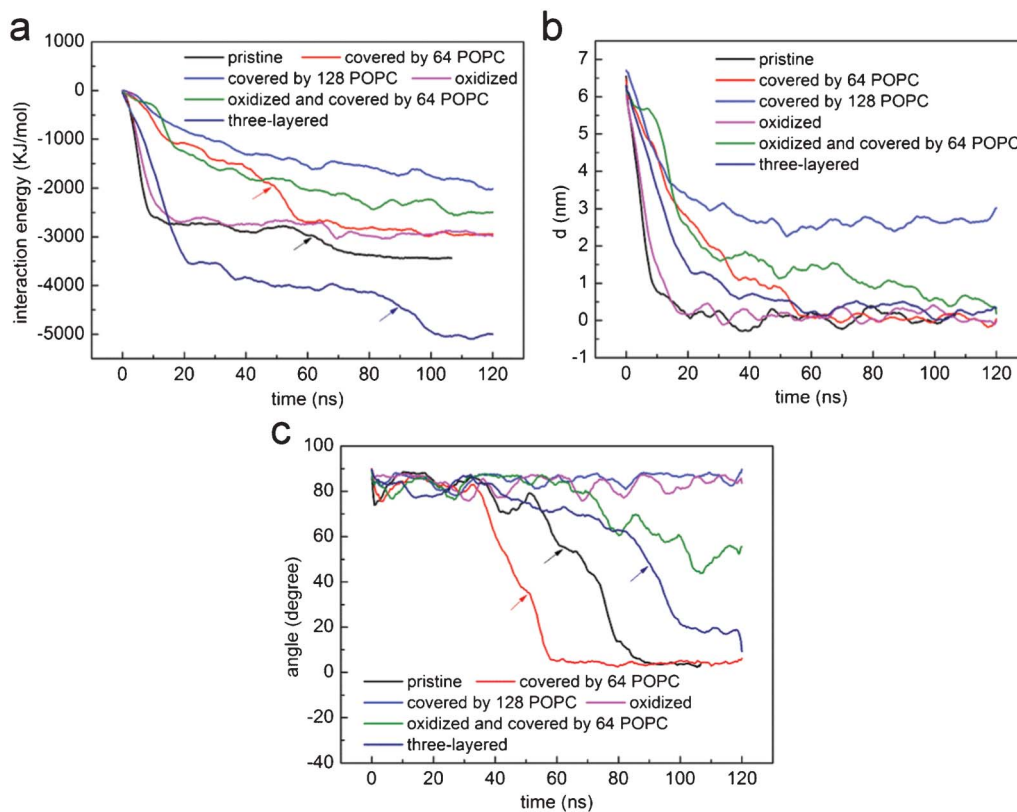 a
1000
0
-1000
-2000
-3000
-4000
-5000
interaction energy (KJ/mol)
pristine covered by 64 POPC
covered by 128 POPC oxidized
oxidized and covered by 64 POPC
three-layered
0 20 40 60 80 100 120
time (ns)
b
7
6
5
4
3
2
1
0
-1
d (nm)
pristine
covered by 64 POPC
covered by 128 POPC
oxidized
oxidized and covered by 64 POPC
three-layered
0 20 40 60 80 100 120
time (ns)
c
100
80
60
40
20
0
-20
-40
angle (degree)
pristine covered by 64 POPC
covered by 128 POPC oxidized
oxidized and covered by 64 POPC
three-layered
0 20 40 60 80 100 120
time (ns)